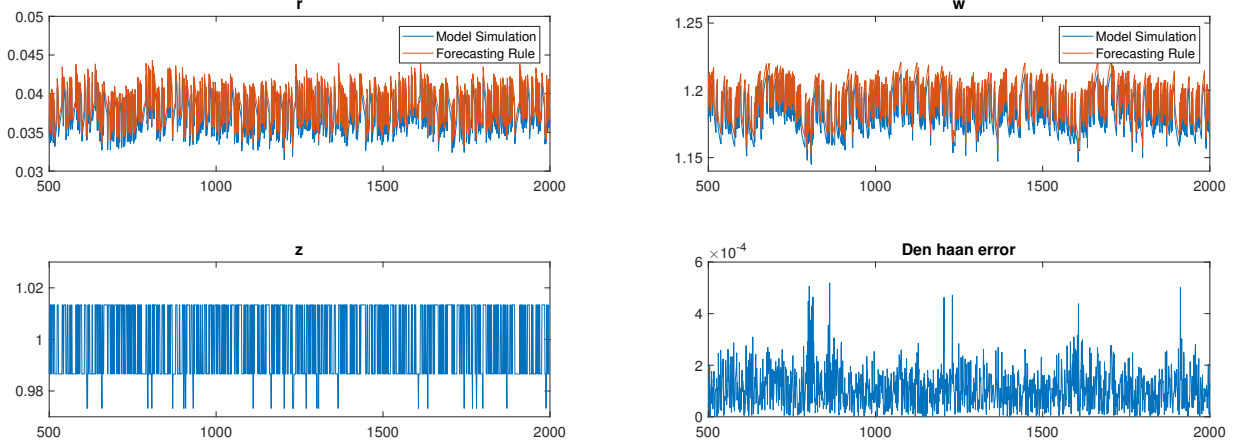 r
0.05
0.045
0.04
0.035
0.03
500 1000 1500 2000
Model Simulation
Forecasting Rule
w
1.25
1.2
1.15
500 1000 1500 2000
Model Simulation
Forecasting Rule
z
1.02
1
0.98
500 1000 1500 2000
Den haan error
×10⁻⁴
6
4
2
0
500 1000 1500 2000